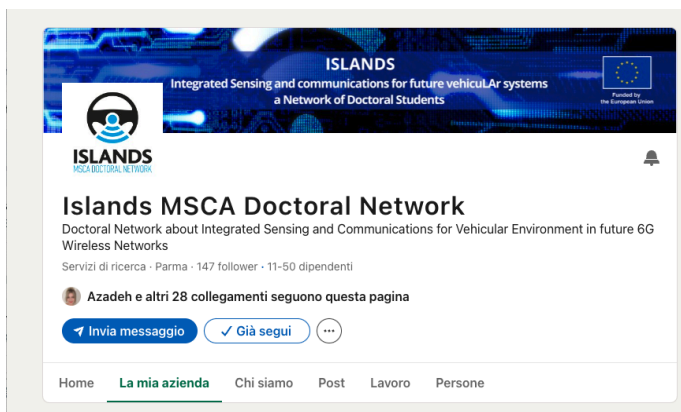 ISLANDS
Integrated Sensing and communications for future vehicuLAr systems
a Network of Doctoral Students
Funded by
the European Union
ISLANDS
MSCA DOCTORAL NETWORK
Islands MSCA Doctoral Network
Doctoral Network about Integrated Sensing and Communications for Vehicular Environment in future 6G
Wireless Networks
Servizi di ricerca · Parma · 147 follower · 11-50 dipendenti
Azadeh e altri 28 collegamenti seguono questa pagina
Invia messaggio Già segui
Home La mia azienda Chi siamo Post Lavoro Persone